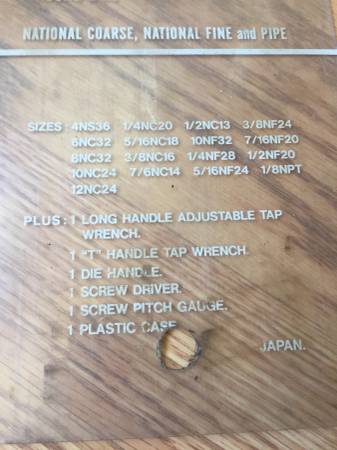 NATIONAL COARSE, NATIONAL FINE and PIPE
SIZES: 4NS36 1/4NC20 1/2NC13 3/8NF24
6NC32 5/16NC18 10NF32 7/16NF20
8NC32 3/8NC16 1/4NF28 1/2NF20
10NC24 7/6NC14 5/16NF24 1/8NPT
12NC24
PLUS: 1 LONG HANDLE ADJUSTABLE TAP
WRENCH.
1 "T" HANDLE TAP WRENCH.
1 DIE HANDLE.
1 SCREW DRIVER.
1 SCREW PITCH GAUGE.
1 PLASTIC CASE
JAPAN.